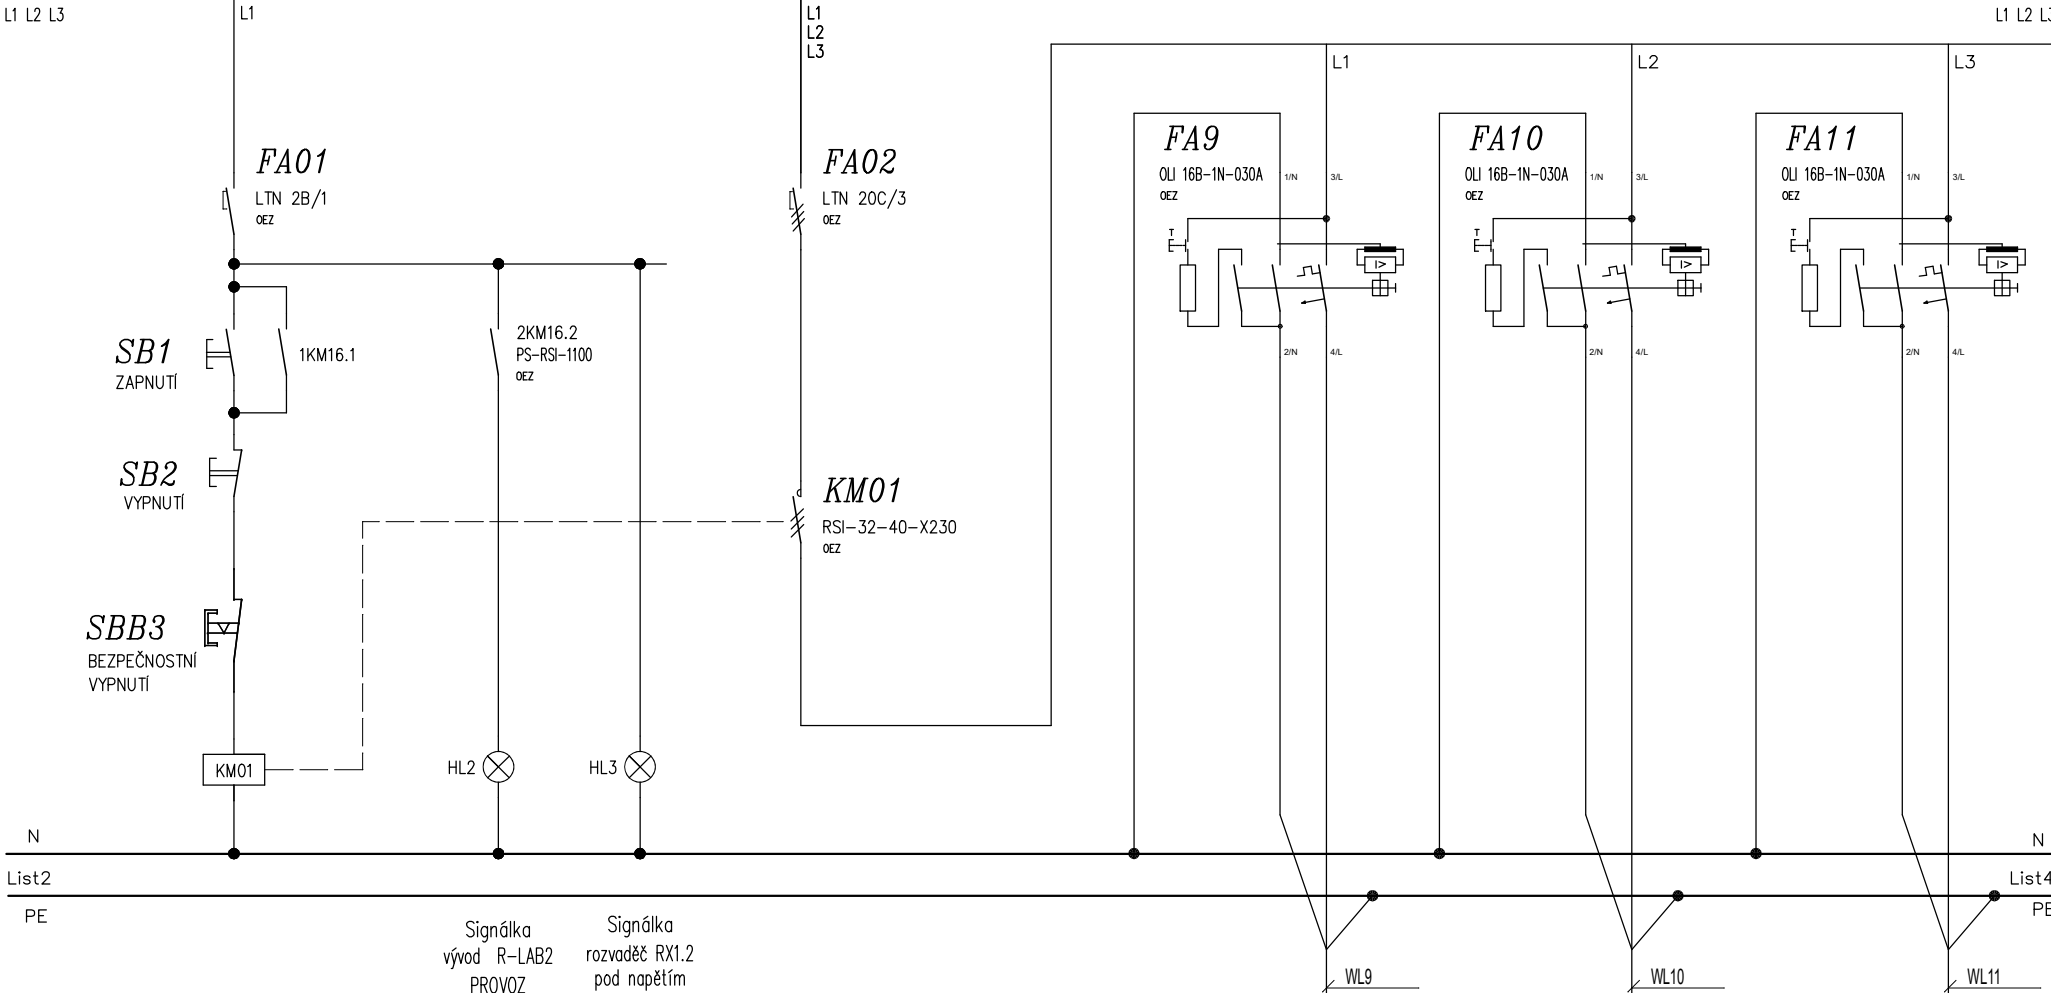 L1 L2 L3
L1
L1
L2
L3
L1 L2 L3
L1
L2
L3
FA01
LTN 2B/1
OEZ
FA02
LTN 20C/3
OEZ
FA9
OLI 16B-1N-030A
OEZ
1/N
3/L
T
I>
2/N
4/L
FA10
OLI 16B-1N-030A
OEZ
1/N
3/L
T
I>
2/N
4/L
FA11
OLI 16B-1N-030A
OEZ
1/N
3/L
T
I>
2/N
4/L
SB1
ZAPNUTÍ
1KM16.1
2KM16.2
PS-RSI-1100
OEZ
SB2
VYPNUTÍ
KM01
RSI-32-40-X230
OEZ
SBB3
BEZPEČNOSTNÍ
VYPNUTÍ
KM01
HL2
HL3
N
N
List2
List4
PE
PE
Signálka
vývod R-LAB2
PROVOZ
Signálka
rozvaděč RX1.2
pod napětím
WL9
WL10
WL11